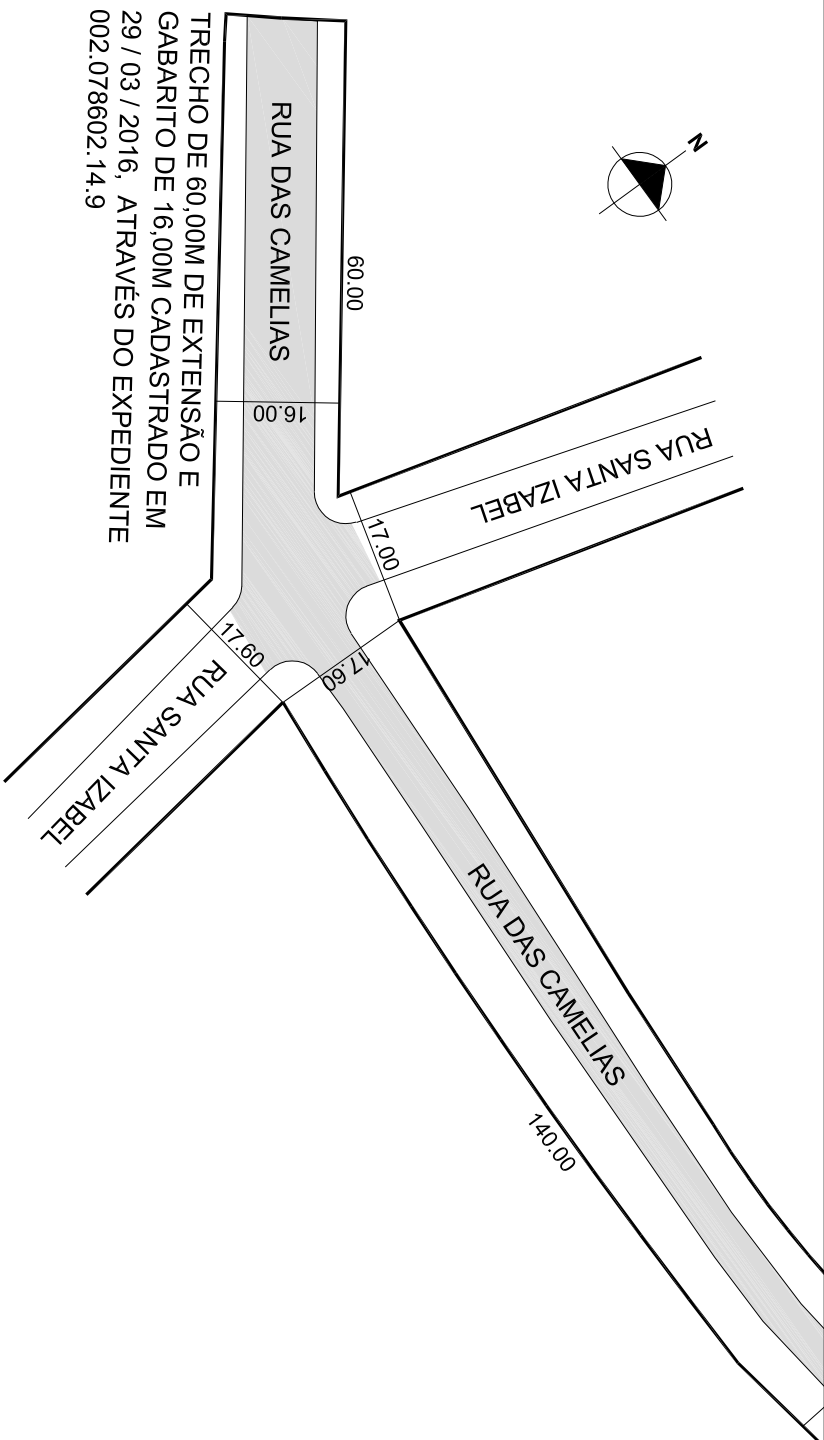 TRECHO DE 60,00M DE EXTENSÃO E
GABARITO DE 16,00M CADASTRADO EM
29 / 03 / 2016, ATRAVÉS DO EXPEDIENTE
002.078602.14.9
RUA DAS CAMELIAS
60.00
N
16.00
RUA SANTA IZABEL
17.00
17.60
17.60
RUA SANTA IZABEL
RUA DAS CAMELIAS
140.00